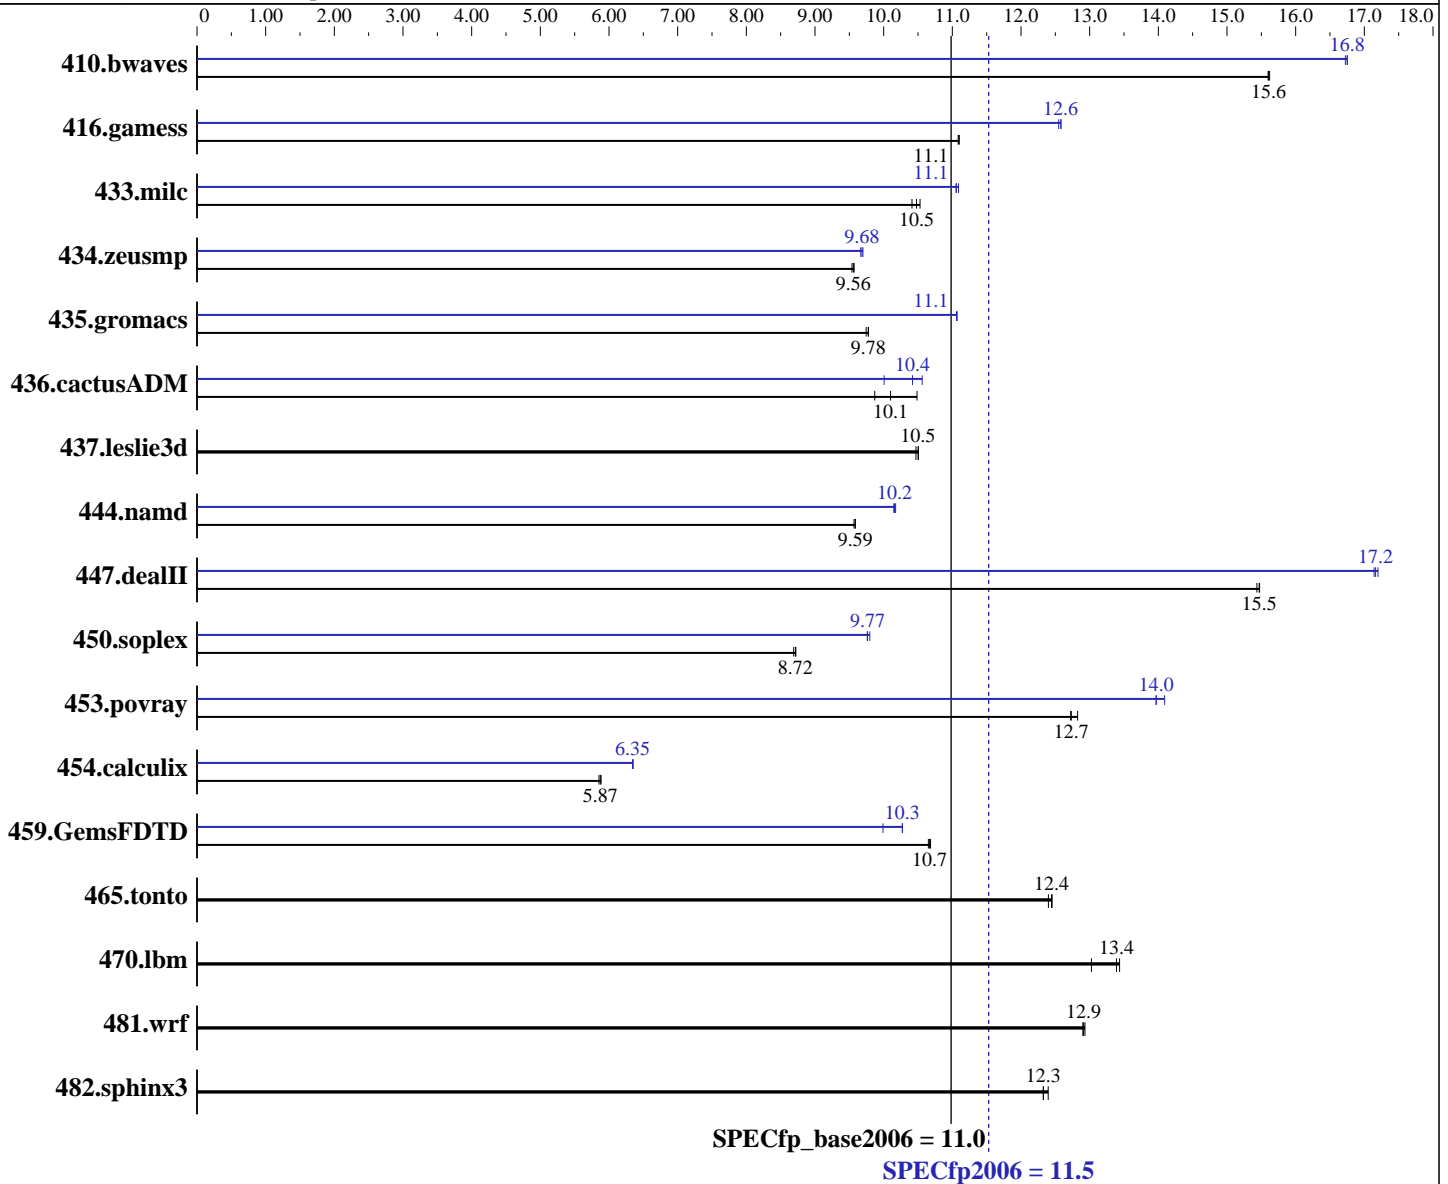 0 1.00 2.00 3.00 4.00 5.00 6.00 7.00 8.00 9.00 10.0 11.0 12.0 13.0 14.0 15.0 16.0 17.0 18.0
16.8
410.bwaves
15.6
12.6
416.gamess
11.1
11.1
433.milc
10.5
9.68
434.zeusmp
9.56
11.1
435.gromacs
9.78
10.4
436.cactusADM
10.1
10.5
437.leslie3d
10.2
444.namd
9.59
17.2
447.dealII
15.5
9.77
450.soplex
8.72
14.0
453.povray
12.7
6.35
454.calculix
5.87
10.3
459.GemsFDTD
10.7
12.4
465.tonto
13.4
470.lbm
12.9
481.wrf
12.3
482.sphinx3
SPECfp_base2006 = 11.0
SPECfp2006 = 11.5